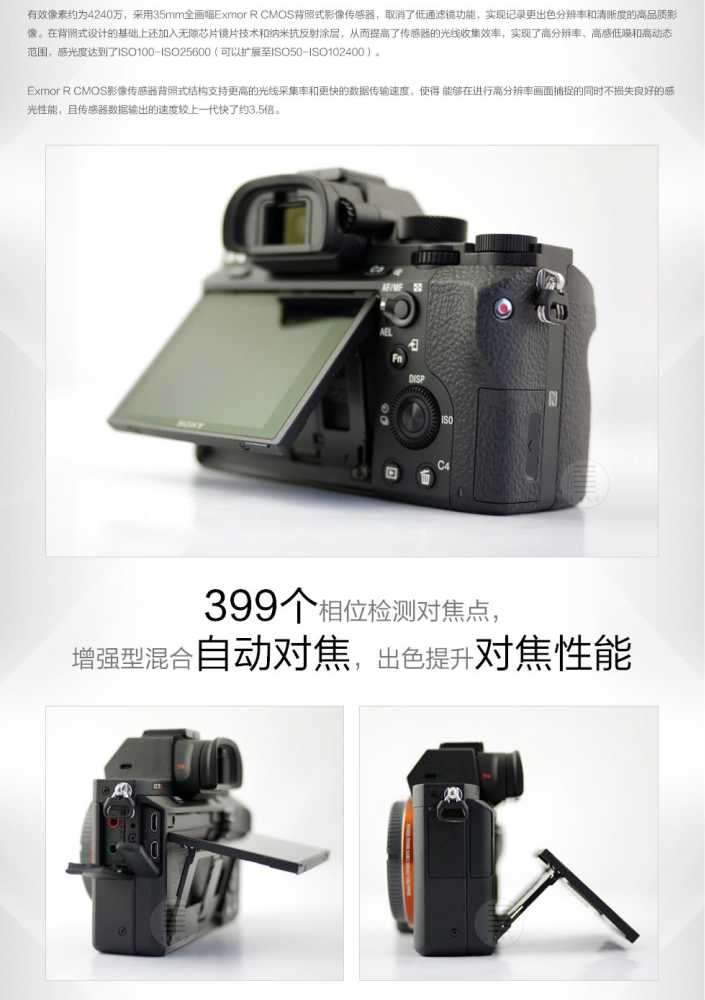 有效像素约为4240万，采用35mm全画幅Exmor R CMOS背照式影像传感器，取消了低通滤镜功能，实现记录更出色分辨率和清晰度的高品质影
像。在背照式设计的基础上还加入无隙芯片镜片技术和纳米抗反射涂层，从而提高了传感器的光线收集效率，实现了高分辨率、高感低噪和高动态
范围，感光度达到了ISO100-ISO25600（可以扩展至ISO50-ISO102400）。
Exmor R CMOS影像传感器背照式结构支持更高的光线采集率和更快的数据传输速度，使得 能够在进行高分辨率画面捕捉的同时不损失良好的感
光性能，且传感器数据输出的速度较上一代快了约3.5倍。
C3
AF/MF
AEL
Fn
DISP
ISO
C4
SONY
399个相位检测对焦点，
增强型混合自动对焦，出色提升对焦性能